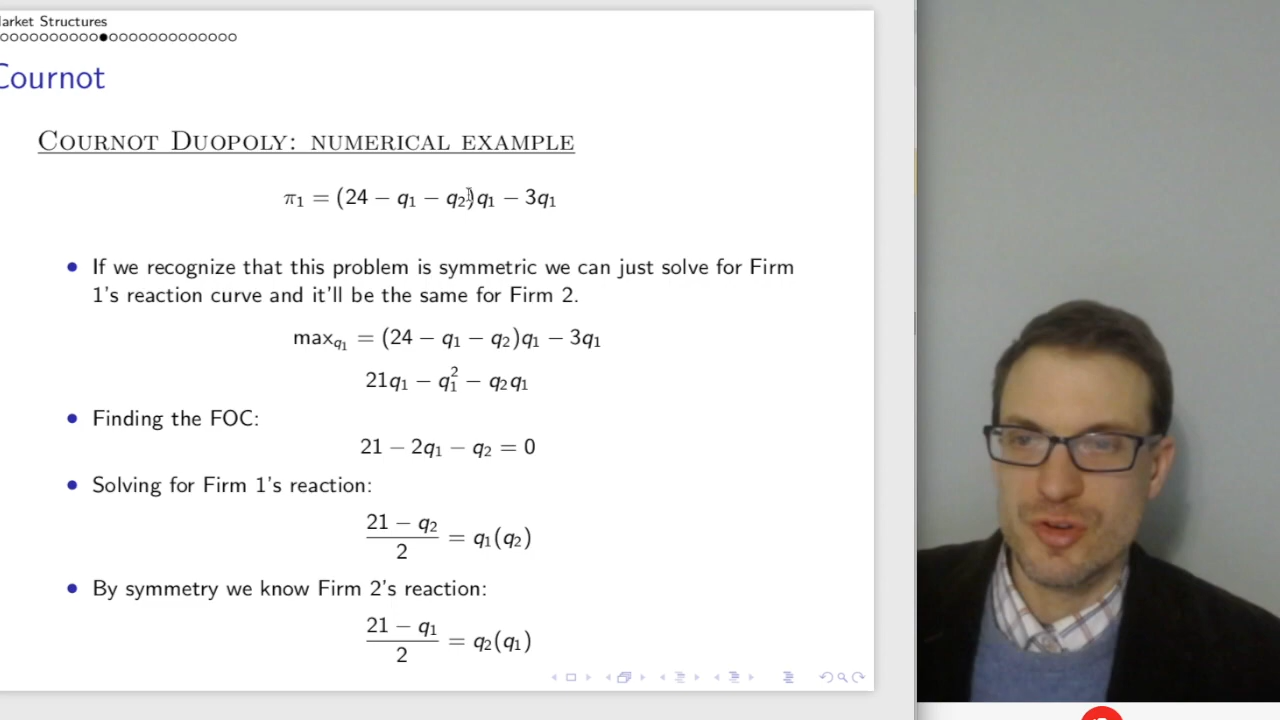 arket Structures
Cournot
COURNOT DUOPOLY: NUMERICAL EXAMPLE
π₁ = (24 − q₁ − q₂)q₁ − 3q₁
• If we recognize that this problem is symmetric we can just solve for Firm
1's reaction curve and it'll be the same for Firm 2.
max_{q₁} = (24 − q₁ − q₂)q₁ − 3q₁
21q₁ − q₁² − q₂q₁
• Finding the FOC:
21 − 2q₁ − q₂ = 0
• Solving for Firm 1's reaction:
(21 − q₂)/2 = q₁(q₂)
• By symmetry we know Firm 2's reaction:
(21 − q₁)/2 = q₂(q₁)